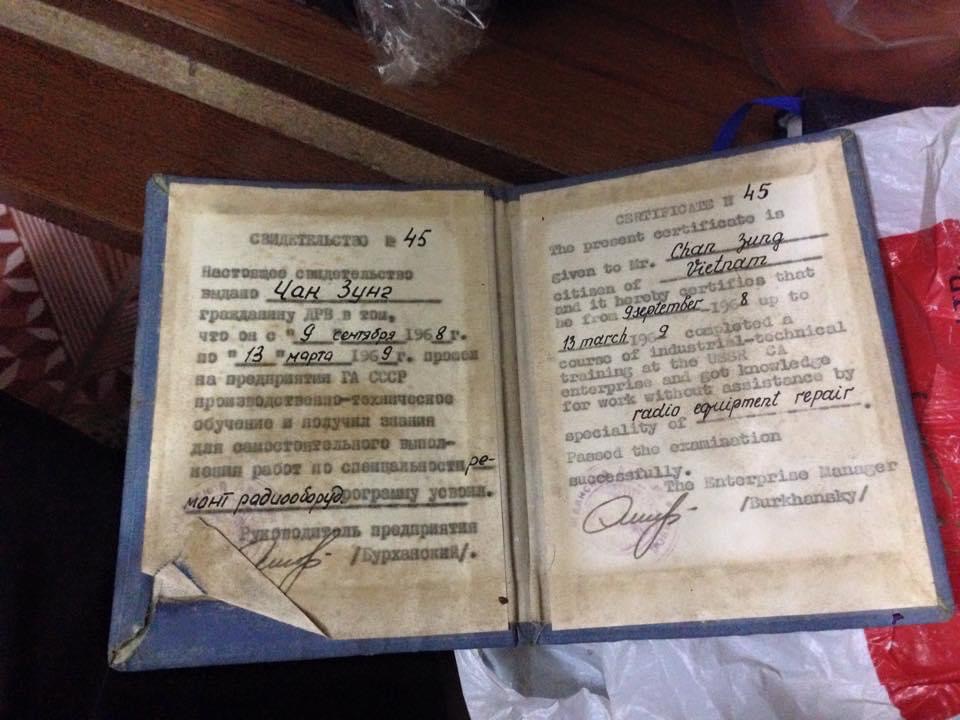 СВИДЕТЕЛЬСТВО № 45
Настоящее свидетельство
выдано Чан Зунг
гражданину ДРВ в том,
что он с "9 сентября 1968г.
по "13" марта 1969г. прошел
на предприятии ГА СССР
производственно-техническое
обучение и получил знания
для самостоятельного выпол-
нения работ по специальности ре-
монт радиооборуд. программу усвоил.
Руководитель предприятия
/Бурханский/.
CERTIFICATE N 45
The present certificate is
given to Mr. Chan Zung
citizen of Vietnam
and it hereby certifies that
he from 9september 1968 up to
13 march 1969 completed a
course of industrial-technical
training at the USSR CA
enterprise and got knowledge
for work without assistance by
speciality of radio equipment repair.
Passed the examination
successfully.
The Enterprise Manager
/Burkhansky/